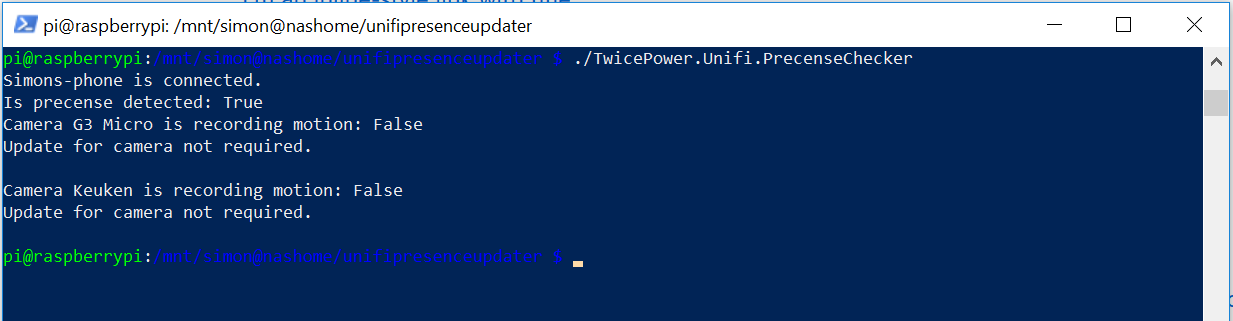 pi@raspberrypi: /mnt/simon@nashome/unifipresenceupdater
pi@raspberrypi:/mnt/simon@nashome/unifipresenceupdater $ ./TwicePower.Unifi.PrecenseChecker
Simons-phone is connected.
Is precense detected: True
Camera G3 Micro is recording motion: False
Update for camera not required.
Camera Keuken is recording motion: False
Update for camera not required.
pi@raspberrypi:/mnt/simon@nashome/unifipresenceupdater $